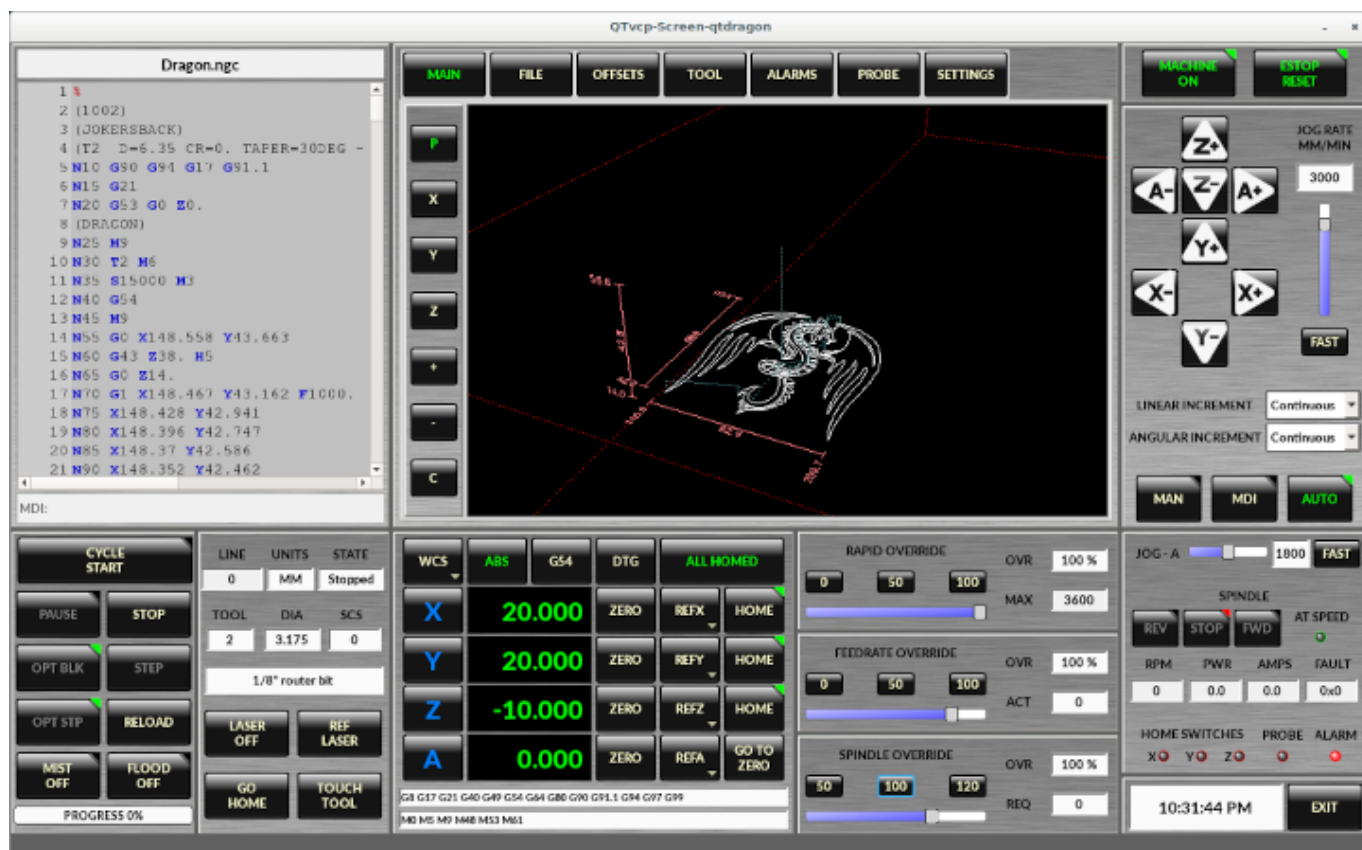 QTvcp-Screen-qtdragon
Dragon.ngc
1 %
2 (1002)
3 (JOKERSBACK)
4 (T2 D=6.35 CR=0. TAPER=30DEG -
5 N10 G90 G94 G17 G91.1
6 N15 G21
7 N20 G53 G0 Z0.
8 (DRAGON)
9 N25 M9
10 N30 T2 M6
11 N35 S15000 M3
12 N40 G54
13 N45 M9
14 N55 G0 X148.558 Y43.663
15 N60 G43 Z38. H5
16 N65 G0 Z14.
17 N70 G1 X148.467 Y43.162 F1000.
18 N75 X148.428 Y42.941
19 N80 X148.396 Y42.747
20 N85 X148.37 Y42.586
21 N90 X148.352 Y42.462
MDI:
MAIN FILE OFFSETS TOOL ALARMS PROBE SETTINGS
P
X
Y
Z
+
-
C
MACHINE ON
ESTOP RESET
JOG RATE
MM/MIN
3000
Z+
A- Z- A+
Y+
X- X+
Y-
FAST
LINEAR INCREMENT Continuous
ANGULAR INCREMENT Continuous
MAN MDI AUTO
CYCLE
START
PAUSE STOP
OPT BLK STEP
OPT STP RELOAD
MIST OFF
FLOOD OFF
PROGRESS 0%
LINE UNITS STATE
0 MM Stopped
TOOL DIA SCS
2 3.175 0
1/8" router bit
LASER OFF
REF LASER
GO HOME
TOUCH TOOL
WCS ABS G54 DTG ALL HOMED
X 20.000 ZERO REFX HOME
Y 20.000 ZERO REFY HOME
Z -10.000 ZERO REFZ HOME
A 0.000 ZERO REFA GO TO ZERO
G8 G17 G21 G40 G49 G54 G64 G80 G90 G91.1 G94 G97 G99
M0 M5 M9 M48 M53 M61
RAPID OVERRIDE
OVR 100 %
0 50 100
MAX 3600
FEEDRATE OVERRIDE
OVR 100 %
0 50 100
ACT 0
SPINDLE OVERRIDE
OVR 100 %
50 100 120
REQ 0
JOG - A 1800 FAST
SPINDLE
REV STOP FWD AT SPEED
RPM PWR AMPS FAULT
0 0.0 0.0 0x0
HOME SWITCHES PROBE ALARM
X Y Z
10:31:44 PM EXIT